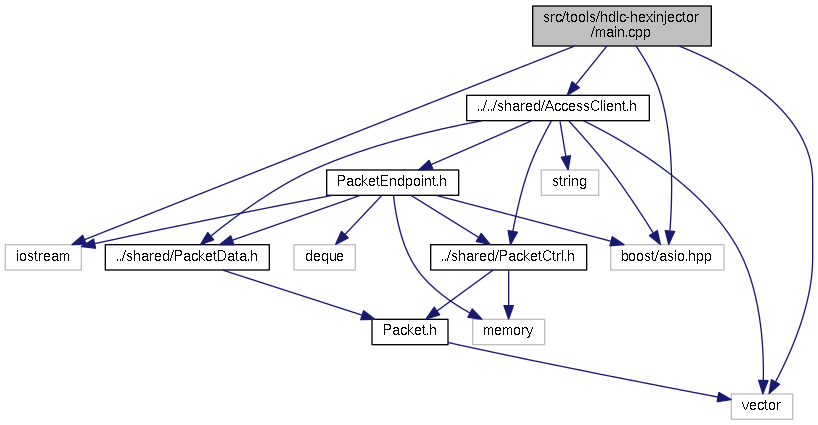 src/tools/hdlc-hexinjector
/main.cpp
../../shared/AccessClient.h
PacketEndpoint.h
string
iostream
../shared/PacketData.h
deque
../shared/PacketCtrl.h
boost/asio.hpp
Packet.h
memory
vector